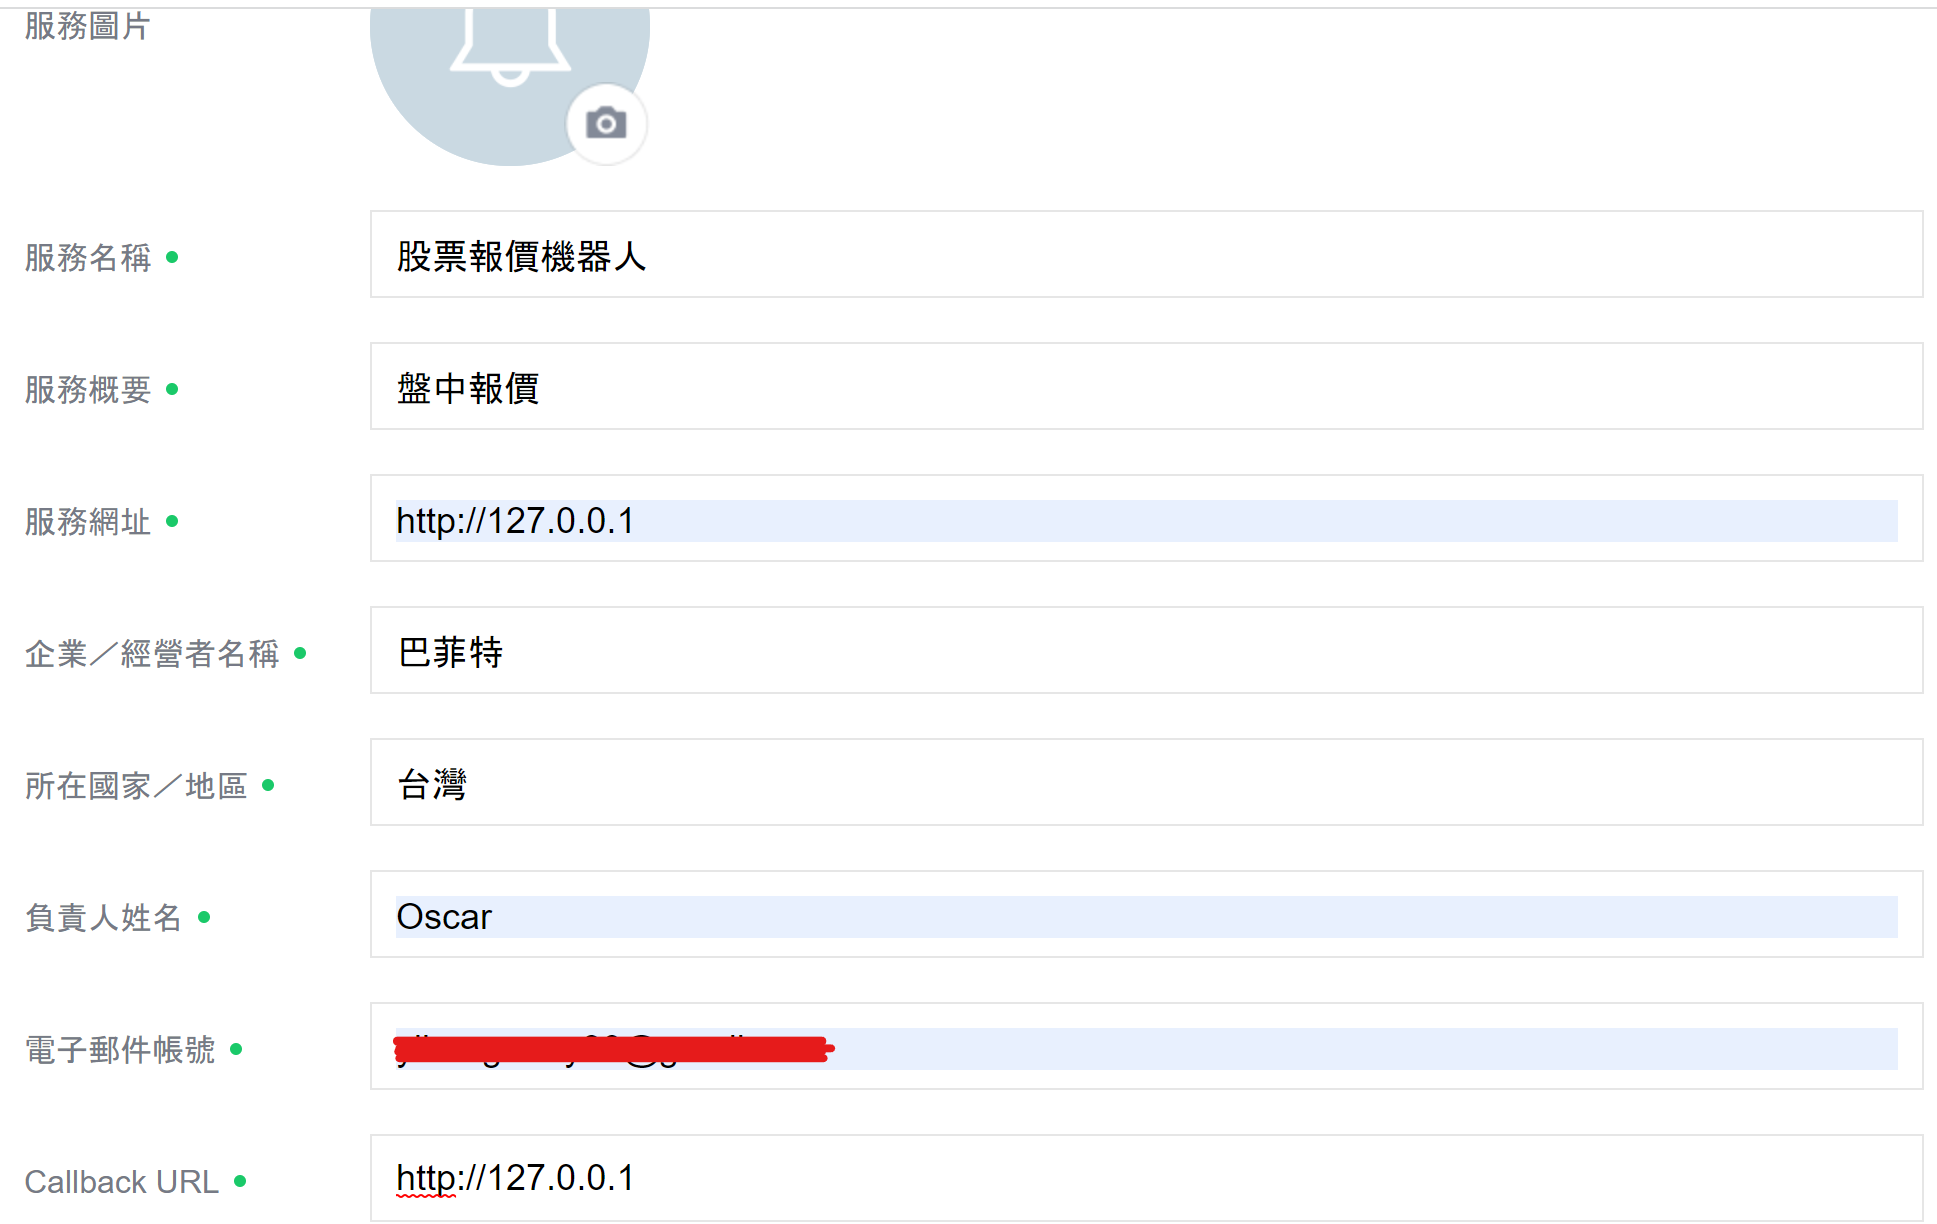 服務圖片
服務名稱
股票報價機器人
服務概要
盤中報價
服務網址
http://127.0.0.1
企業／經營者名稱
巴菲特
所在國家／地區
台灣
負責人姓名
Oscar
電子郵件帳號
Callback URL
http://127.0.0.1